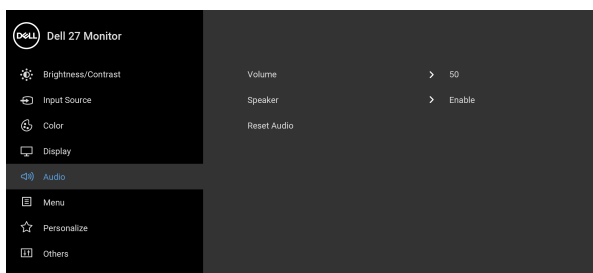 DELL Dell 27 Monitor
Brightness/Contrast Volume > 50
Input Source Speaker > Enable
Color Reset Audio
Display
Audio
Menu
Personalize
Others